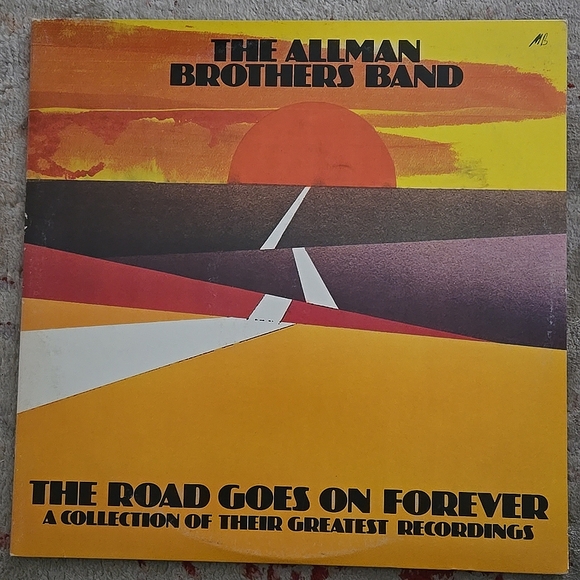 MB
THE ALLMAN
BROTHERS BAND
THE ROAD GOES ON FOREVER
A COLLECTION OF THEIR GREATEST RECORDINGS